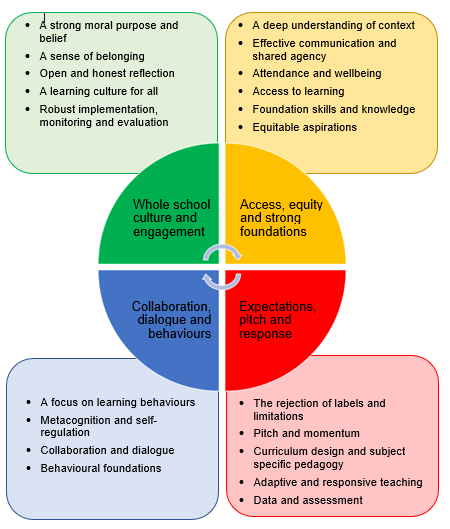 • A strong moral purpose and
belief
• A sense of belonging
• Open and honest reflection
• A learning culture for all
• Robust implementation,
monitoring and evaluation
• A deep understanding of context
• Effective communication and
shared agency
• Attendance and wellbeing
• Access to learning
• Foundation skills and knowledge
• Equitable aspirations
Whole school
culture and
engagement
Access, equity
and strong
foundations
Collaboration,
dialogue and
behaviours
Expectations,
pitch and
response
• A focus on learning behaviours
• Metacognition and self-
regulation
• Collaboration and dialogue
• Behavioural foundations
• The rejection of labels and
limitations
• Pitch and momentum
• Curriculum design and subject
specific pedagogy
• Adaptive and responsive teaching
• Data and assessment